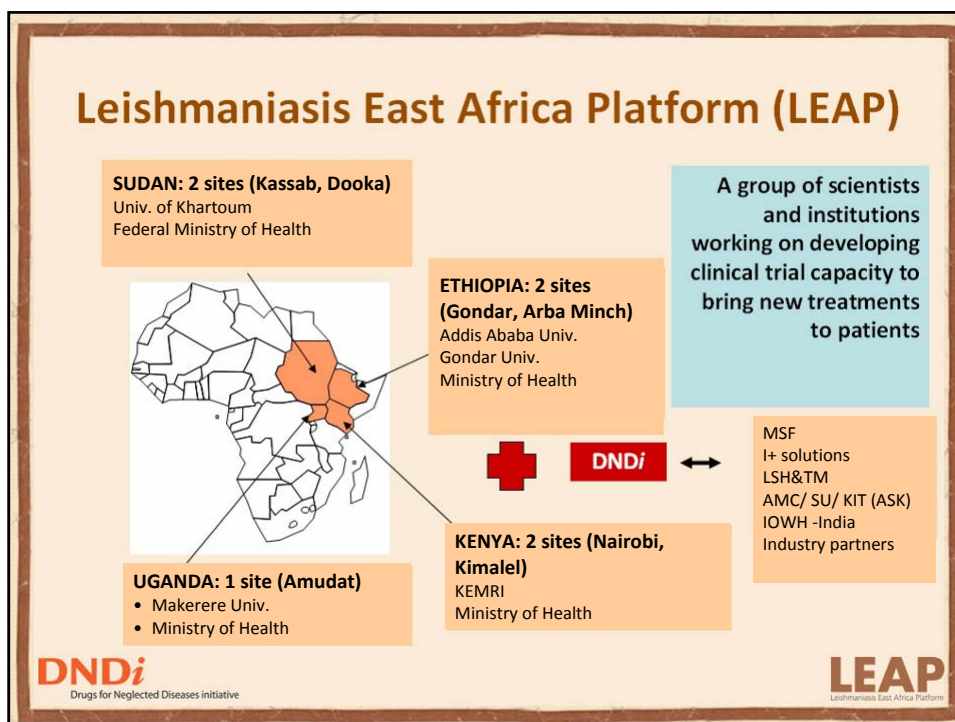 Leishmaniasis East Africa Platform (LEAP)
SUDAN: 2 sites (Kassab, Dooka)
Univ. of Khartoum
Federal Ministry of Health
A group of scientists
and institutions
working on developing
clinical trial capacity to
bring new treatments
to patients
ETHIOPIA: 2 sites
(Gondar, Arba Minch)
Addis Ababa Univ.
Gondar Univ.
Ministry of Health
DNDi
MSF
I+ solutions
LSH&TM
AMC/ SU/ KIT (ASK)
IOWH -India
Industry partners
KENYA: 2 sites (Nairobi,
Kimalel)
KEMRI
Ministry of Health
UGANDA: 1 site (Amudat)
• Makerere Univ.
• Ministry of Health
DNDi
Drugs for Neglected Diseases initiative
LEAP
Leishmaniasis East Africa Platform